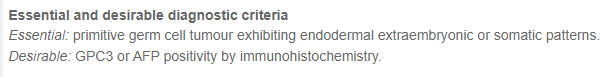 Essential and desirable diagnostic criteria
Essential: primitive germ cell tumour exhibiting endodermal extraembryonic or somatic patterns.
Desirable: GPC3 or AFP positivity by immunohistochemistry.